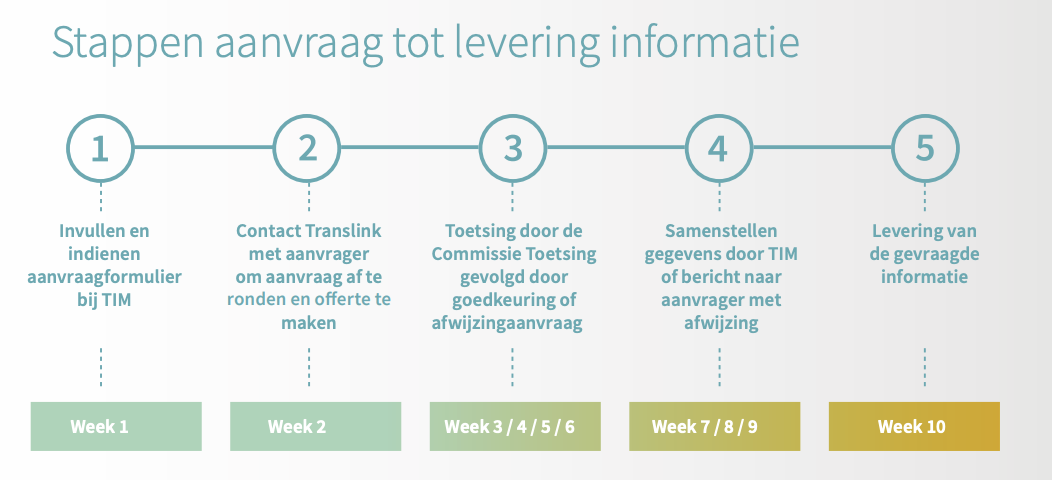 Stappen aanvraag tot levering informatie
1
2
3
4
5
Invullen en
indienen
aanvraagformulier
bij TIM
Contact Translink
met aanvrager
om aanvraag af te
ronden en offerte te
maken
Toetsing door de
Commissie Toetsing
gevolgd door
goedkeuring of
afwijzingaanvraag
Samenstellen
gegevens door TIM
of bericht naar
aanvrager met
afwijzing
Levering van
de gevraagde
informatie
Week 1
Week 2
Week 3 / 4 / 5 / 6
Week 7 / 8 / 9
Week 10